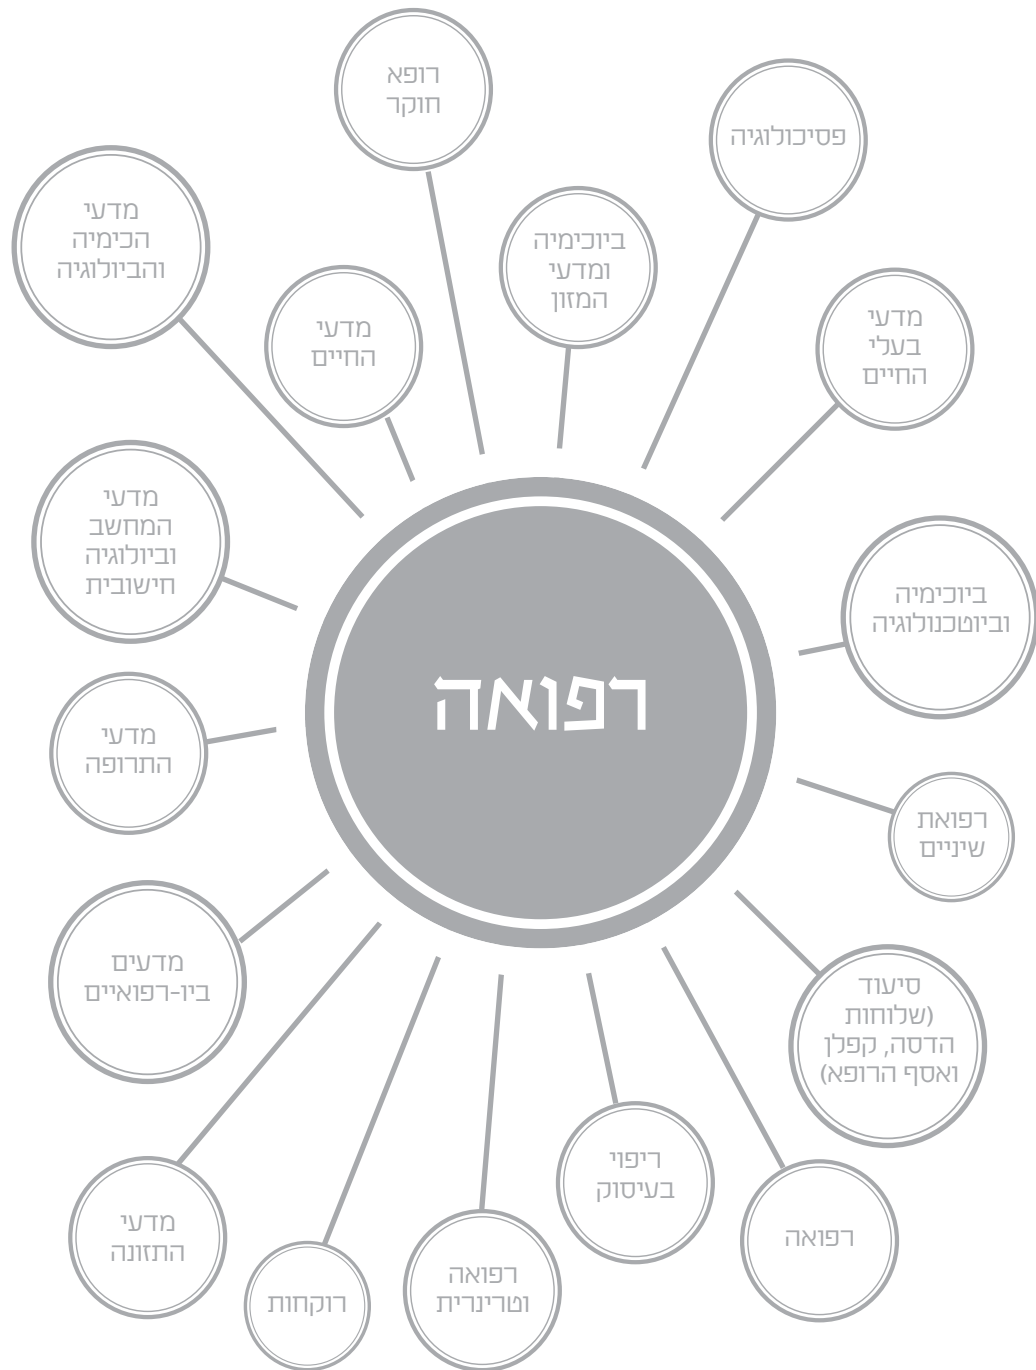 רופא
חוקר
פסיכולוגיה
מדעי
הכימיה
והביולוגיה
ביוכימיה
ומדעי
המזון
מדעי
החיים
מדעי
בעלי
החיים
מדעי
המחשב
וביולוגיה
חישובית
ביוכימיה
וביוטכנולוגיה
רפואה
מדעי
התרופה
רפואת
שיניים
מדעים
ביו-רפואיים
סיעוד
(שלוחות
הדסה, קפלן
ואסף הרופא)
ריפוי
בעיסוק
רפואה
מדעי
התזונה
רוקחות
רפואה
וטרינרית